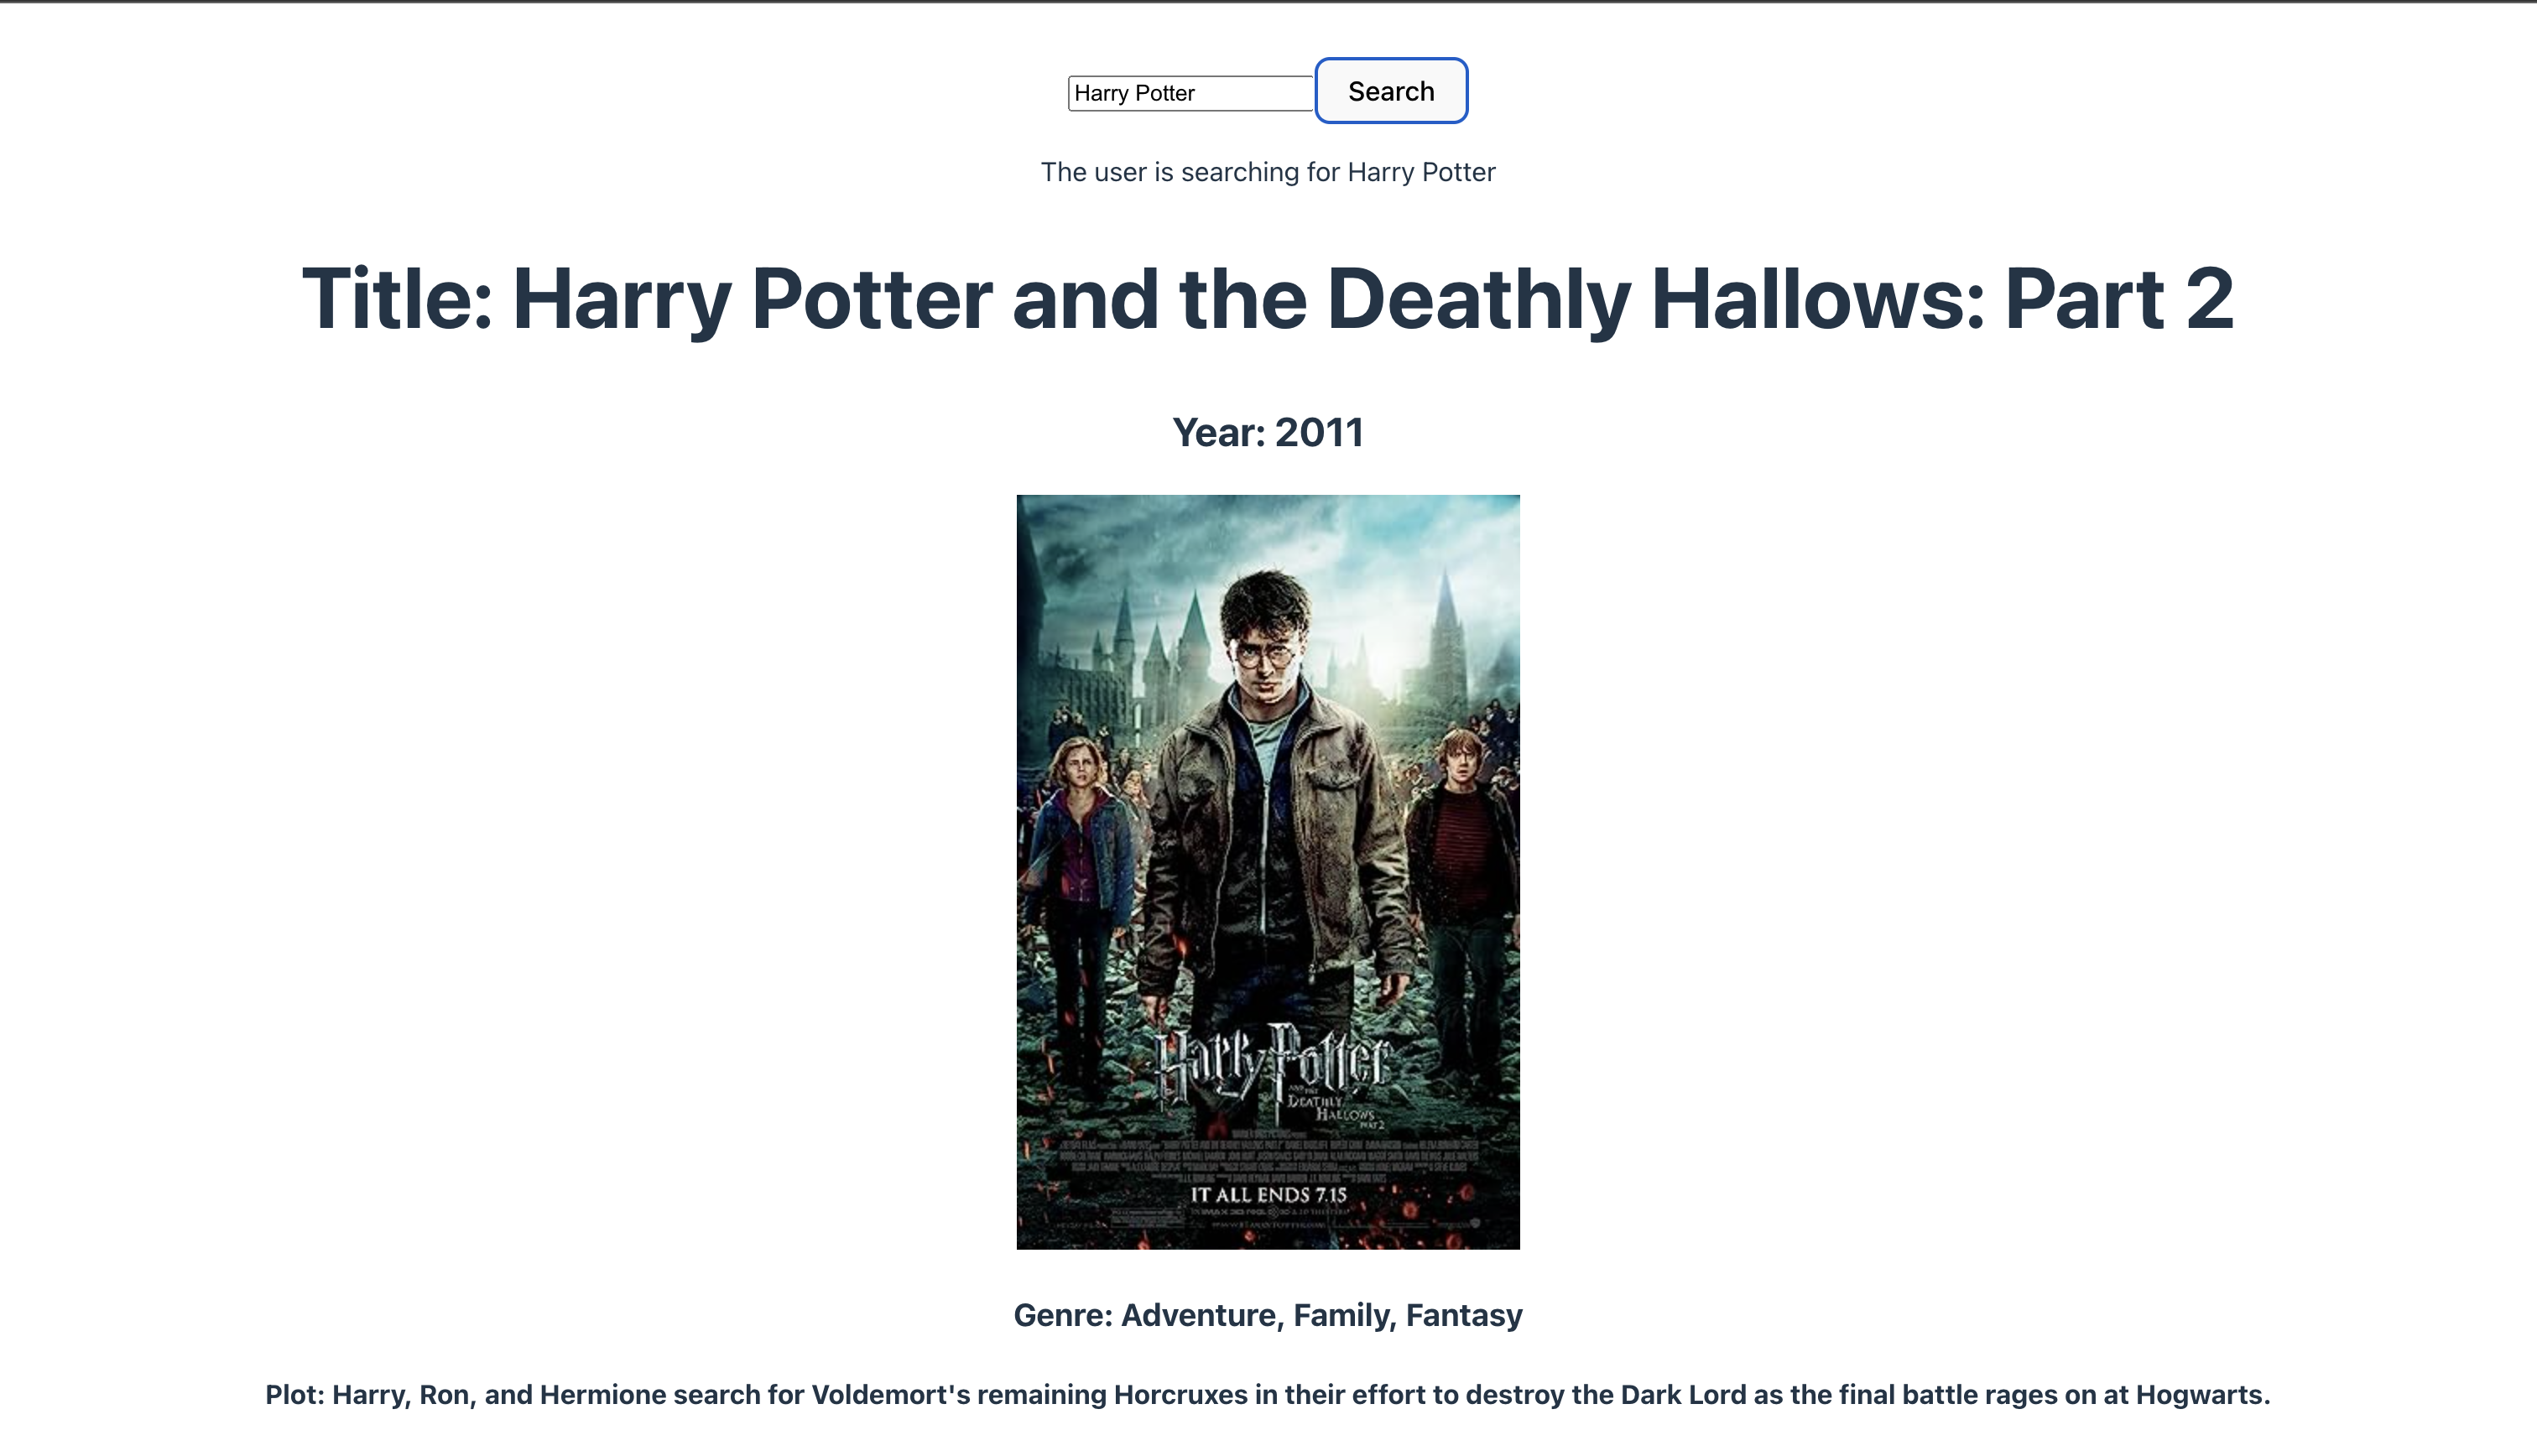 Harry Potter
Search
The user is searching for Harry Potter
Title: Harry Potter and the Deathly Hallows: Part 2
Year: 2011
Harry Potter
AND THE
DEATHLY
HALLOWS
PART 2
IT ALL ENDS 7.15
Genre: Adventure, Family, Fantasy
Plot: Harry, Ron, and Hermione search for Voldemort's remaining Horcruxes in their effort to destroy the Dark Lord as the final battle rages on at Hogwarts.